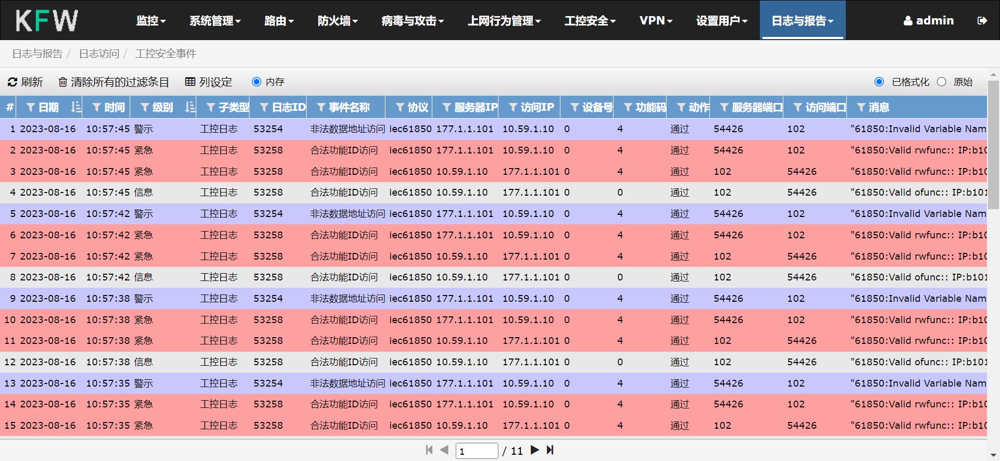 KFW 监控 系统管理 路由 防火墙 病毒与攻击 上网行为管理 工控安全 VPN 设置用户 日志与报告 admin
日志与报告 / 日志访问 / 工控安全事件
刷新 清除所有的过滤条目 列设定 内存 已格式化 原始
# 日期 时间 级别 子类型 日志ID 事件名称 协议 服务器IP 访问IP 设备号 功能码 动作 服务器端口 访问端口 消息
1 2023-08-16 10:57:45 警示 工控日志 53254 非法数据地址访问 iec61850 177.1.1.101 10.59.1.10 0 4 通过 54426 102 "61850:Invalid Variable Nam
2 2023-08-16 10:57:45 紧急 工控日志 53258 合法功能ID访问 iec61850 177.1.1.101 10.59.1.10 0 4 通过 54426 102 "61850:Valid rwfunc:: IP:b10
3 2023-08-16 10:57:45 紧急 工控日志 53258 合法功能ID访问 iec61850 10.59.1.10 177.1.1.101 0 4 通过 102 54426 "61850:Valid rwfunc:: IP:b10
4 2023-08-16 10:57:45 信息 工控日志 53258 合法功能ID访问 iec61850 10.59.1.10 177.1.1.101 0 0 通过 102 54426 "61850:Valid ofunc:: IP:b101
5 2023-08-16 10:57:42 警示 工控日志 53254 非法数据地址访问 iec61850 177.1.1.101 10.59.1.10 0 4 通过 54426 102 "61850:Invalid Variable Nam
6 2023-08-16 10:57:42 紧急 工控日志 53258 合法功能ID访问 iec61850 177.1.1.101 10.59.1.10 0 4 通过 54426 102 "61850:Valid rwfunc:: IP:b10
7 2023-08-16 10:57:42 紧急 工控日志 53258 合法功能ID访问 iec61850 10.59.1.10 177.1.1.101 0 4 通过 102 54426 "61850:Valid rwfunc:: IP:b10
8 2023-08-16 10:57:42 信息 工控日志 53258 合法功能ID访问 iec61850 10.59.1.10 177.1.1.101 0 0 通过 102 54426 "61850:Valid ofunc:: IP:b101
9 2023-08-16 10:57:38 警示 工控日志 53254 非法数据地址访问 iec61850 177.1.1.101 10.59.1.10 0 4 通过 54426 102 "61850:Invalid Variable Nam
10 2023-08-16 10:57:38 紧急 工控日志 53258 合法功能ID访问 iec61850 177.1.1.101 10.59.1.10 0 4 通过 54426 102 "61850:Valid rwfunc:: IP:b10
11 2023-08-16 10:57:38 紧急 工控日志 53258 合法功能ID访问 iec61850 10.59.1.10 177.1.1.101 0 4 通过 102 54426 "61850:Valid rwfunc:: IP:b10
12 2023-08-16 10:57:38 信息 工控日志 53258 合法功能ID访问 iec61850 10.59.1.10 177.1.1.101 0 0 通过 102 54426 "61850:Valid ofunc:: IP:b101
13 2023-08-16 10:57:35 警示 工控日志 53254 非法数据地址访问 iec61850 177.1.1.101 10.59.1.10 0 4 通过 54426 102 "61850:Invalid Variable Nam
14 2023-08-16 10:57:35 紧急 工控日志 53258 合法功能ID访问 iec61850 177.1.1.101 10.59.1.10 0 4 通过 54426 102 "61850:Valid rwfunc:: IP:b10
15 2023-08-16 10:57:35 紧急 工控日志 53258 合法功能ID访问 iec61850 10.59.1.10 177.1.1.101 0 4 通过 102 54426 "61850:Valid rwfunc:: IP:b10
1 / 11